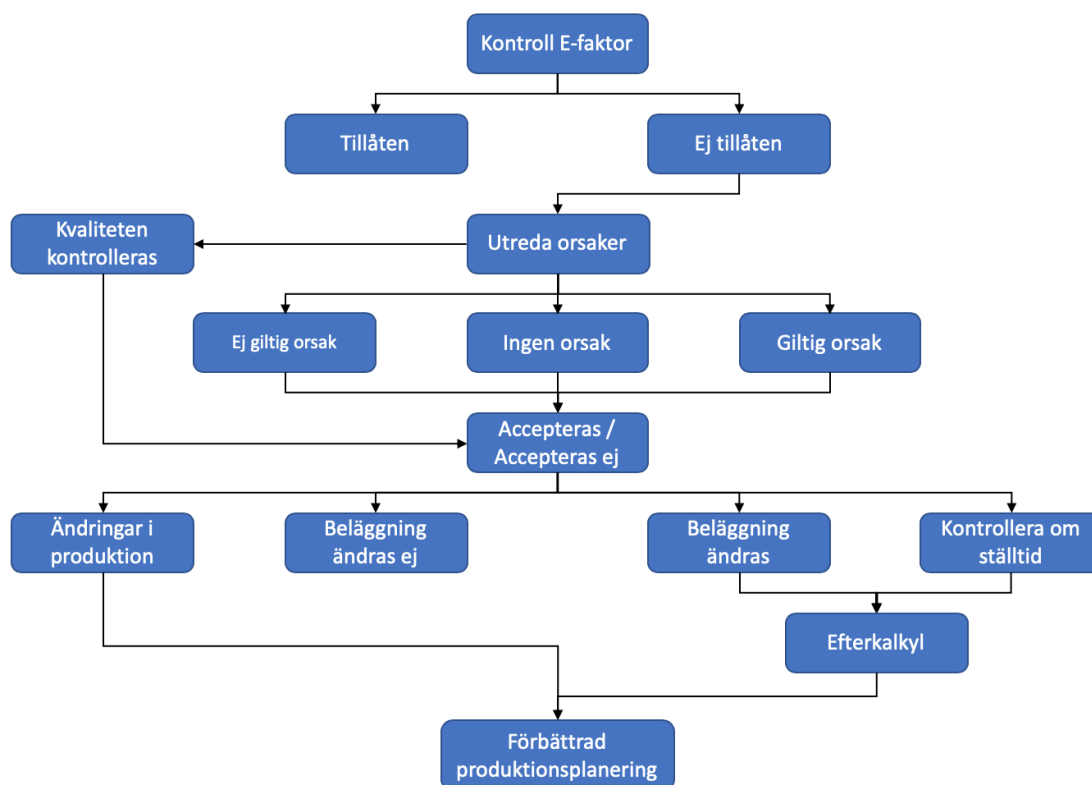 Kontroll E-faktor
Tillåten
Ej tillåten
Kvaliteten
kontrolleras
Utreda orsaker
Ej giltig orsak
Ingen orsak
Giltig orsak
Accepteras /
Accepteras ej
Ändringar i
produktion
Beläggning
ändras ej
Beläggning
ändras
Kontrollera om
ställtid
Efterkalkyl
Förbättrad
produktionsplanering